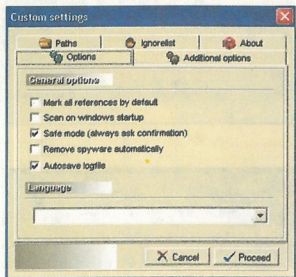 Custom settings
Paths
Ignorelist
About
Options
Additional options
General options
Mark all references by default
Scan on windows startup
Safe mode (always ask confirmation)
Remove spyware automatically
Autosave logfile
Language
Cancel
Proceed